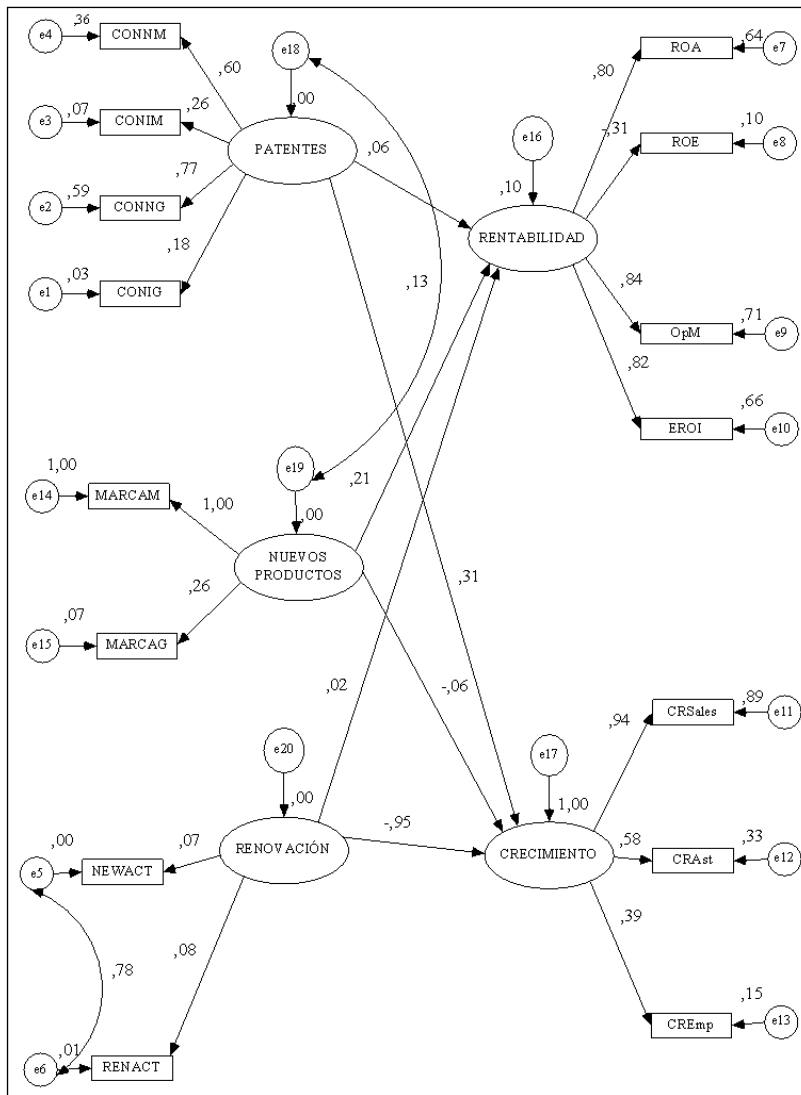 e4
,36
CONNM
,60
e3
,07
CONIM
,26
e2
,59
CONNG
,77
e1
,03
CONIG
,18
e18
,00
PATENTES
,06
,13
e16
,10
RENTABILIDAD
,80
ROA
,64
e7
-,31
ROE
,10
e8
,84
OpM
,71
e9
,82
EROI
,66
e10
e14
1,00
MARCAM
1,00
e19
,00
NUEVOS
PRODUCTOS
,21
,31
e15
,07
MARCAG
,26
,02
-,06
e20
,00
RENOVACIÓN
-,95
e5
,00
NEWACT
,07
,78
,08
e6
,01
RENACT
e17
1,00
CRECIMIENTO
,94
CRSales
,89
e11
,58
CRAst
,33
e12
,39
CREmp
,15
e13